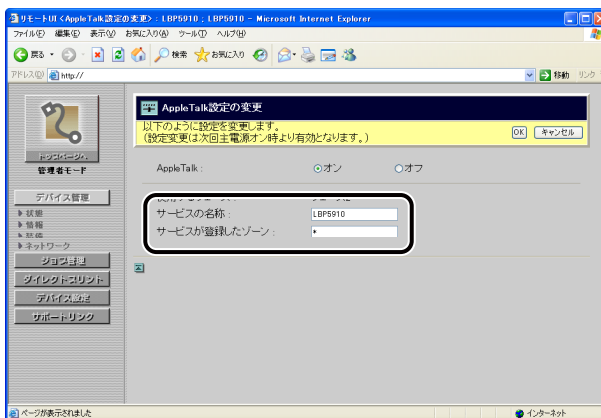 リモートUI <AppleTalk設定の変更> : LBP5910 ; LBP5910 - Microsoft Internet Explorer
ファイル(F) 編集(E) 表示(V) お気に入り(A) ツール(T) ヘルプ(H)
戻る 検索 お気に入り
アドレス(D) http:// 移動 リンク
AppleTalk設定の変更
以下のように設定を変更します。
(設定変更は次回主電源オン時より有効となります。)
OK キャンセル
トップページへ
管理者モード
AppleTalk : オン オフ
デバイス管理
状態
情報
ネットワーク
サービスの名称 : LBP5910
サービスが登録したゾーン : *
ジョブ管理
ダイレクトプリント
デバイス設定
サポートリンク
ページが表示されました
インターネット